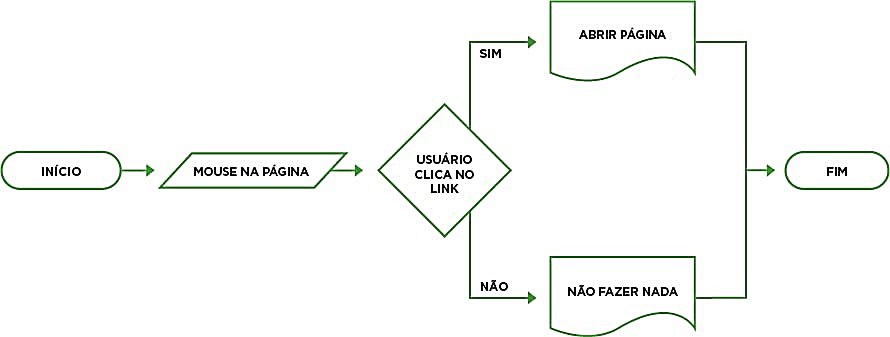 INÍCIO
MOUSE NA PÁGINA
USUÁRIO
CLICA NO
LINK
SIM
ABRIR PÁGINA
NÃO
NÃO FAZER NADA
FIM